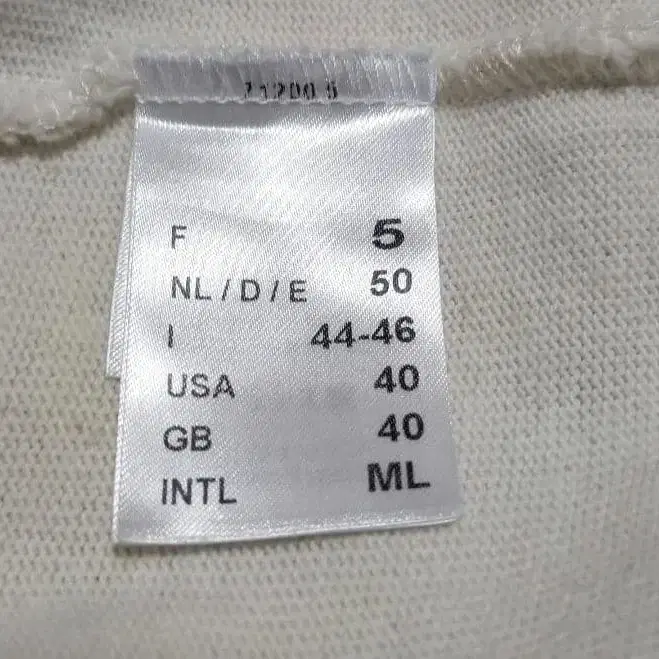 F 5
NL / D / E 50
I 44-46
USA 40
GB 40
INTL ML